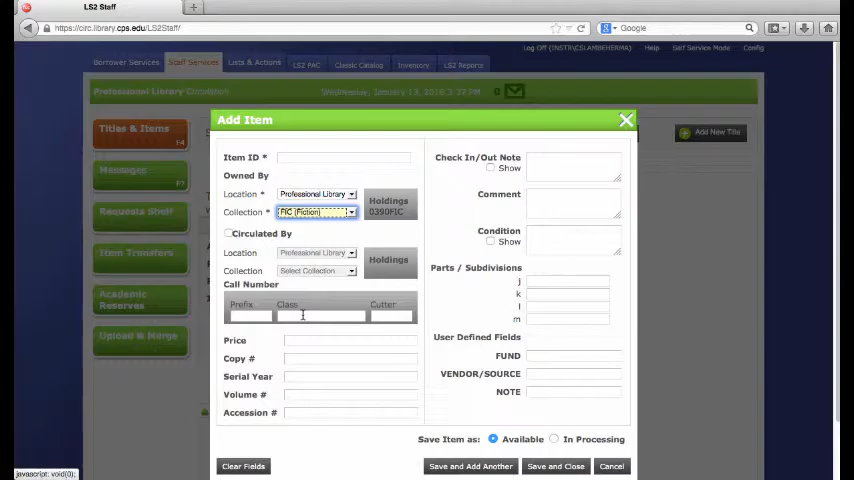 LS2 Staff
https://circ.library.cps.edu/LS2Staff/
Google
Log Off (INSTR\CSLAMBEHERMA) Help Self Service Mode Config
Borrower Services Staff Services Lists & Actions LS2 PAC Classic Catalog Inventory LS2 Reports
Professional Library Circulation Wednesday, January 13, 2016 3:37 PM 0
Titles & Items F4
Add New Title
Messages F7
Requests Shelf
Item Transfers
Academic Reserves
Upload & Merge
Add Item
Item ID *
Owned By
Location * Professional Library
Collection * FIC (Fiction)
Holdings
0390FIC
Circulated By
Location Professional Library
Collection Select Collection
Holdings
Call Number
Prefix Class Cutter
Price
Copy #
Serial Year
Volume #
Accession #
Check In/Out Note
Show
Comment
Condition
Show
Parts / Subdivisions
j
k
l
m
User Defined Fields
FUND
VENDOR/SOURCE
NOTE
Save Item as: Available In Processing
Clear Fields Save and Add Another Save and Close Cancel
javascript: void(0);